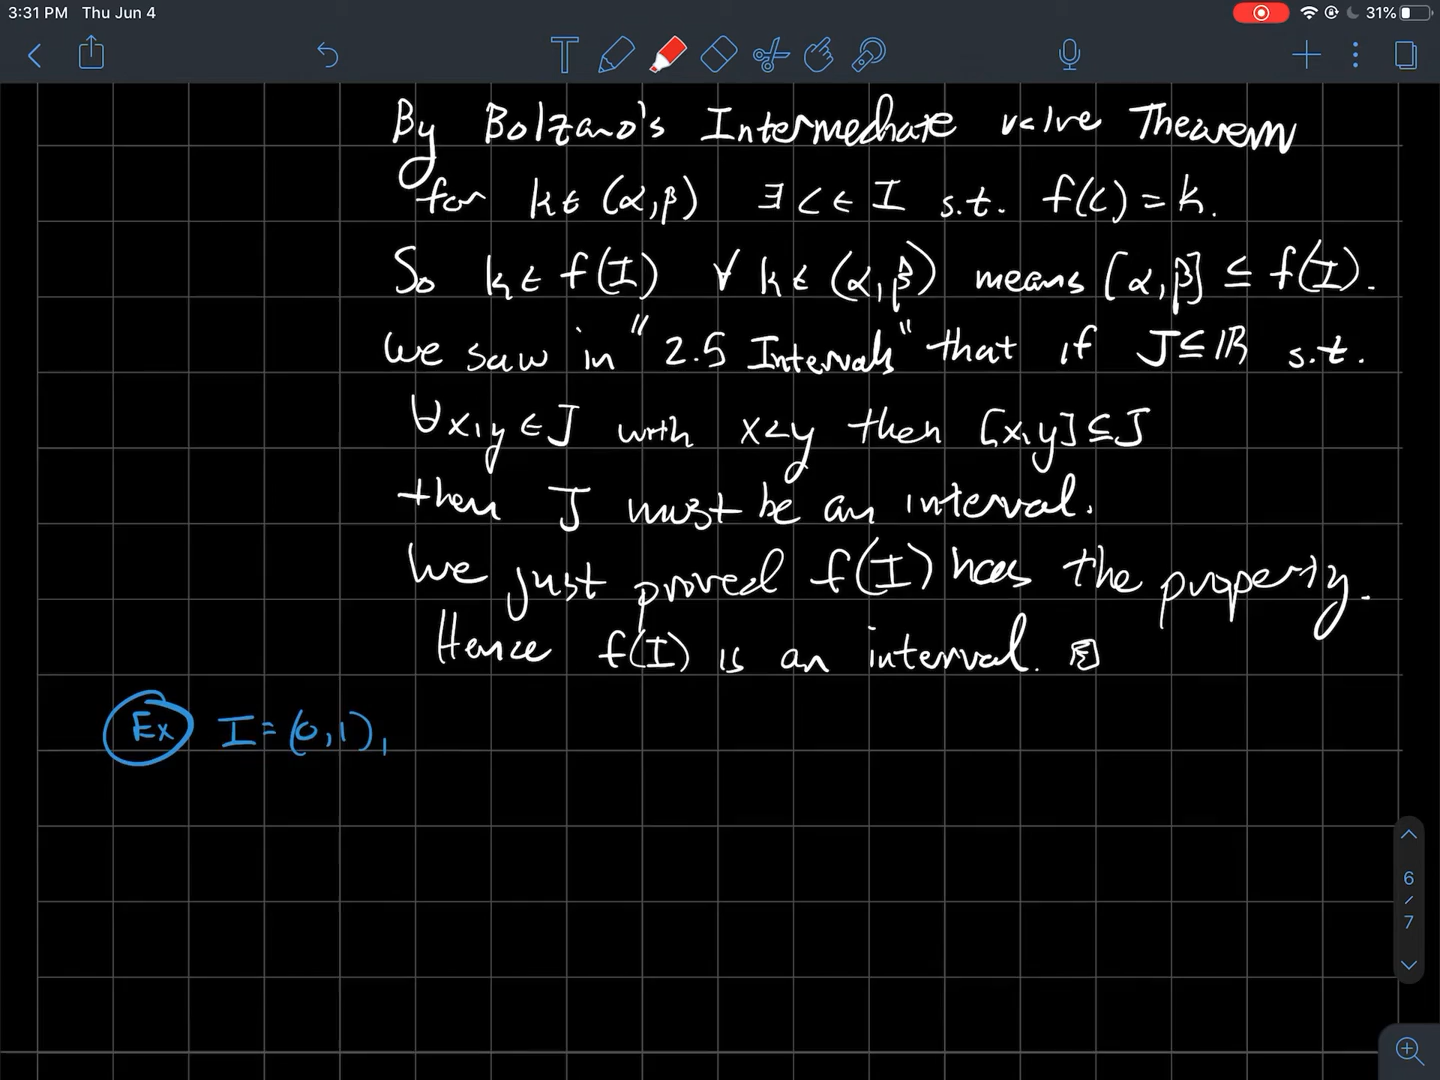 3:31 PM Thu Jun 4
31%
By Bolzano's Intermediate value Theorem
for k ∈ (α,β) ∃ c ∈ I s.t. f(c) = k.
So k ∈ f(I) ∀ k ∈ (α,β) means [α,β] ⊆ f(I).
We saw in "2.5 Intervals" that if J ⊆ ℝ s.t.
∀x,y ∈ J with x<y then [x,y] ⊆ J
then J must be an interval.
We just proved f(I) has the property.
Hence f(I) is an interval.
Ex I = (0,1),
6
/
7